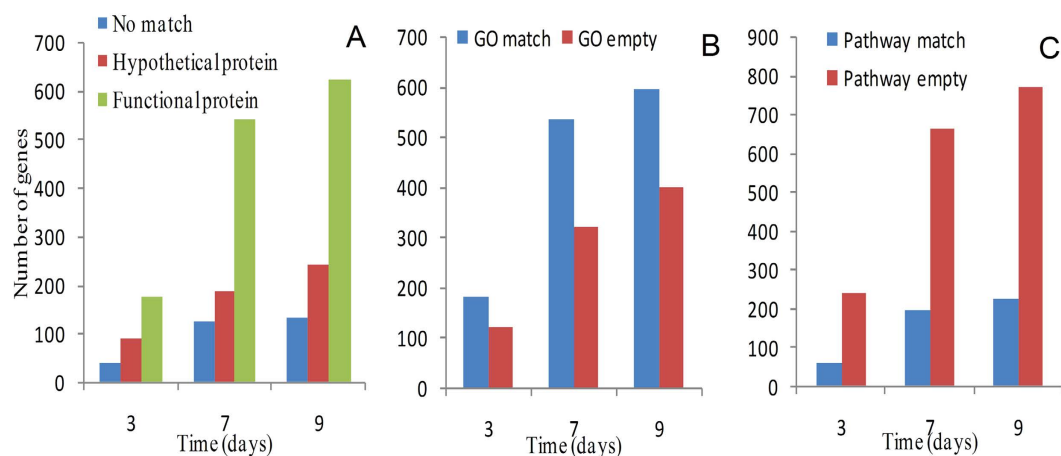 A
No match
Hypothetical protein
Functional protein
Number of genes
700
600
500
400
300
200
100
0
3 7 9
Time (days)
B
GO match GO empty
700
600
500
400
300
200
100
0
3 7 9
Time (days)
C
Pathway match
Pathway empty
900
800
700
600
500
400
300
200
100
0
3 7 9
Time (days)